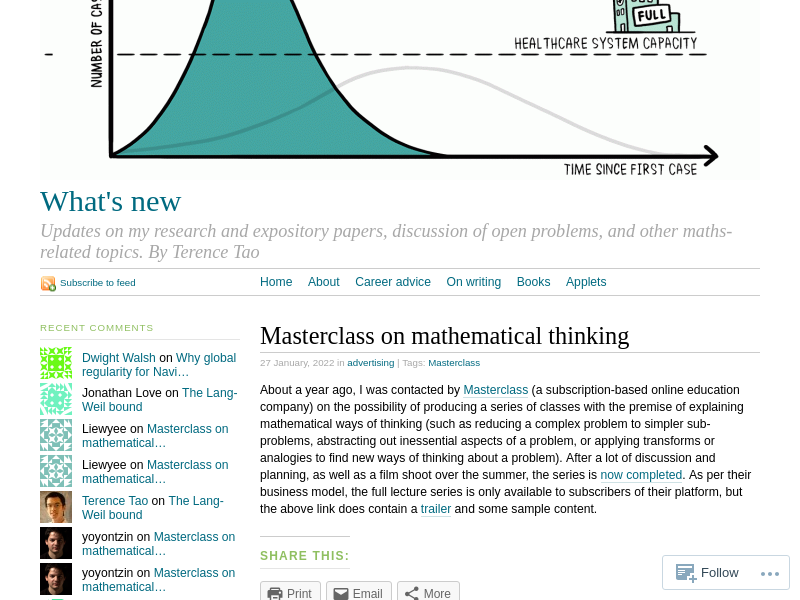 NUMBER OF
FULL
HEALTHCARE SYSTEM CAPACITY
TIME SINCE FIRST CASE
What's new
Updates on my research and expository papers, discussion of open problems, and other maths-
related topics. By Terence Tao
Subscribe to feed
Home About Career advice On writing Books Applets
RECENT COMMENTS
Dwight Walsh on Why global
regularity for Navi…
Jonathan Love on The Lang-
Weil bound
Liewyee on Masterclass on
mathematical…
Liewyee on Masterclass on
mathematical…
Terence Tao on The Lang-
Weil bound
yoyontzin on Masterclass on
mathematical…
yoyontzin on Masterclass on
mathematical…
Masterclass on mathematical thinking
27 January, 2022 in advertising | Tags: Masterclass
About a year ago, I was contacted by Masterclass (a subscription-based online education
company) on the possibility of producing a series of classes with the premise of explaining
mathematical ways of thinking (such as reducing a complex problem to simpler sub-
problems, abstracting out inessential aspects of a problem, or applying transforms or
analogies to find new ways of thinking about a problem). After a lot of discussion and
planning, as well as a film shoot over the summer, the series is now completed. As per their
business model, the full lecture series is only available to subscribers of their platform, but
the above link does contain a trailer and some sample content.
SHARE THIS:
Print Email More
Follow